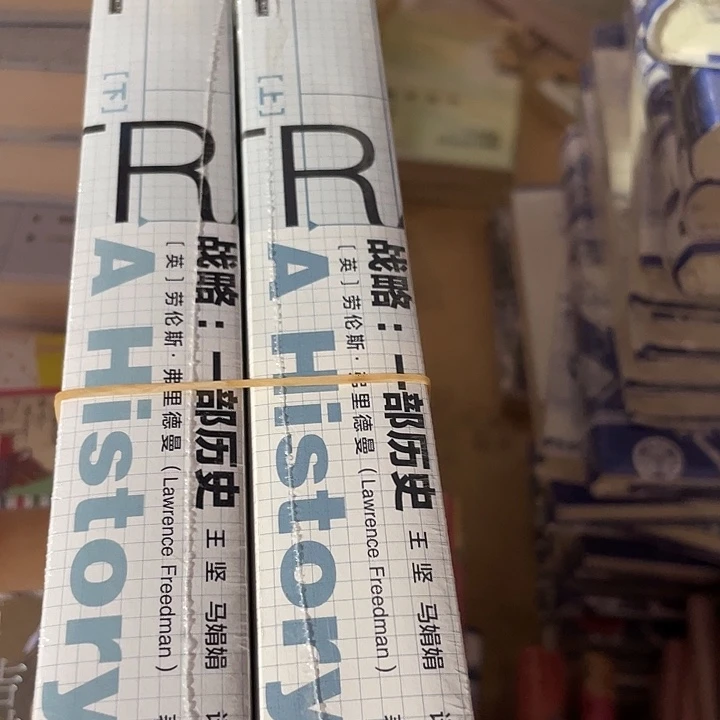 [下]
R
A History
战略：一部历史
[英]劳伦斯·弗里德曼（Lawrence Freedman）
王 坚 马娟娟
[上]
R
A History
战略：一部历史
[英]劳伦斯·弗里德曼（Lawrence Freedman）
王 坚 马娟娟